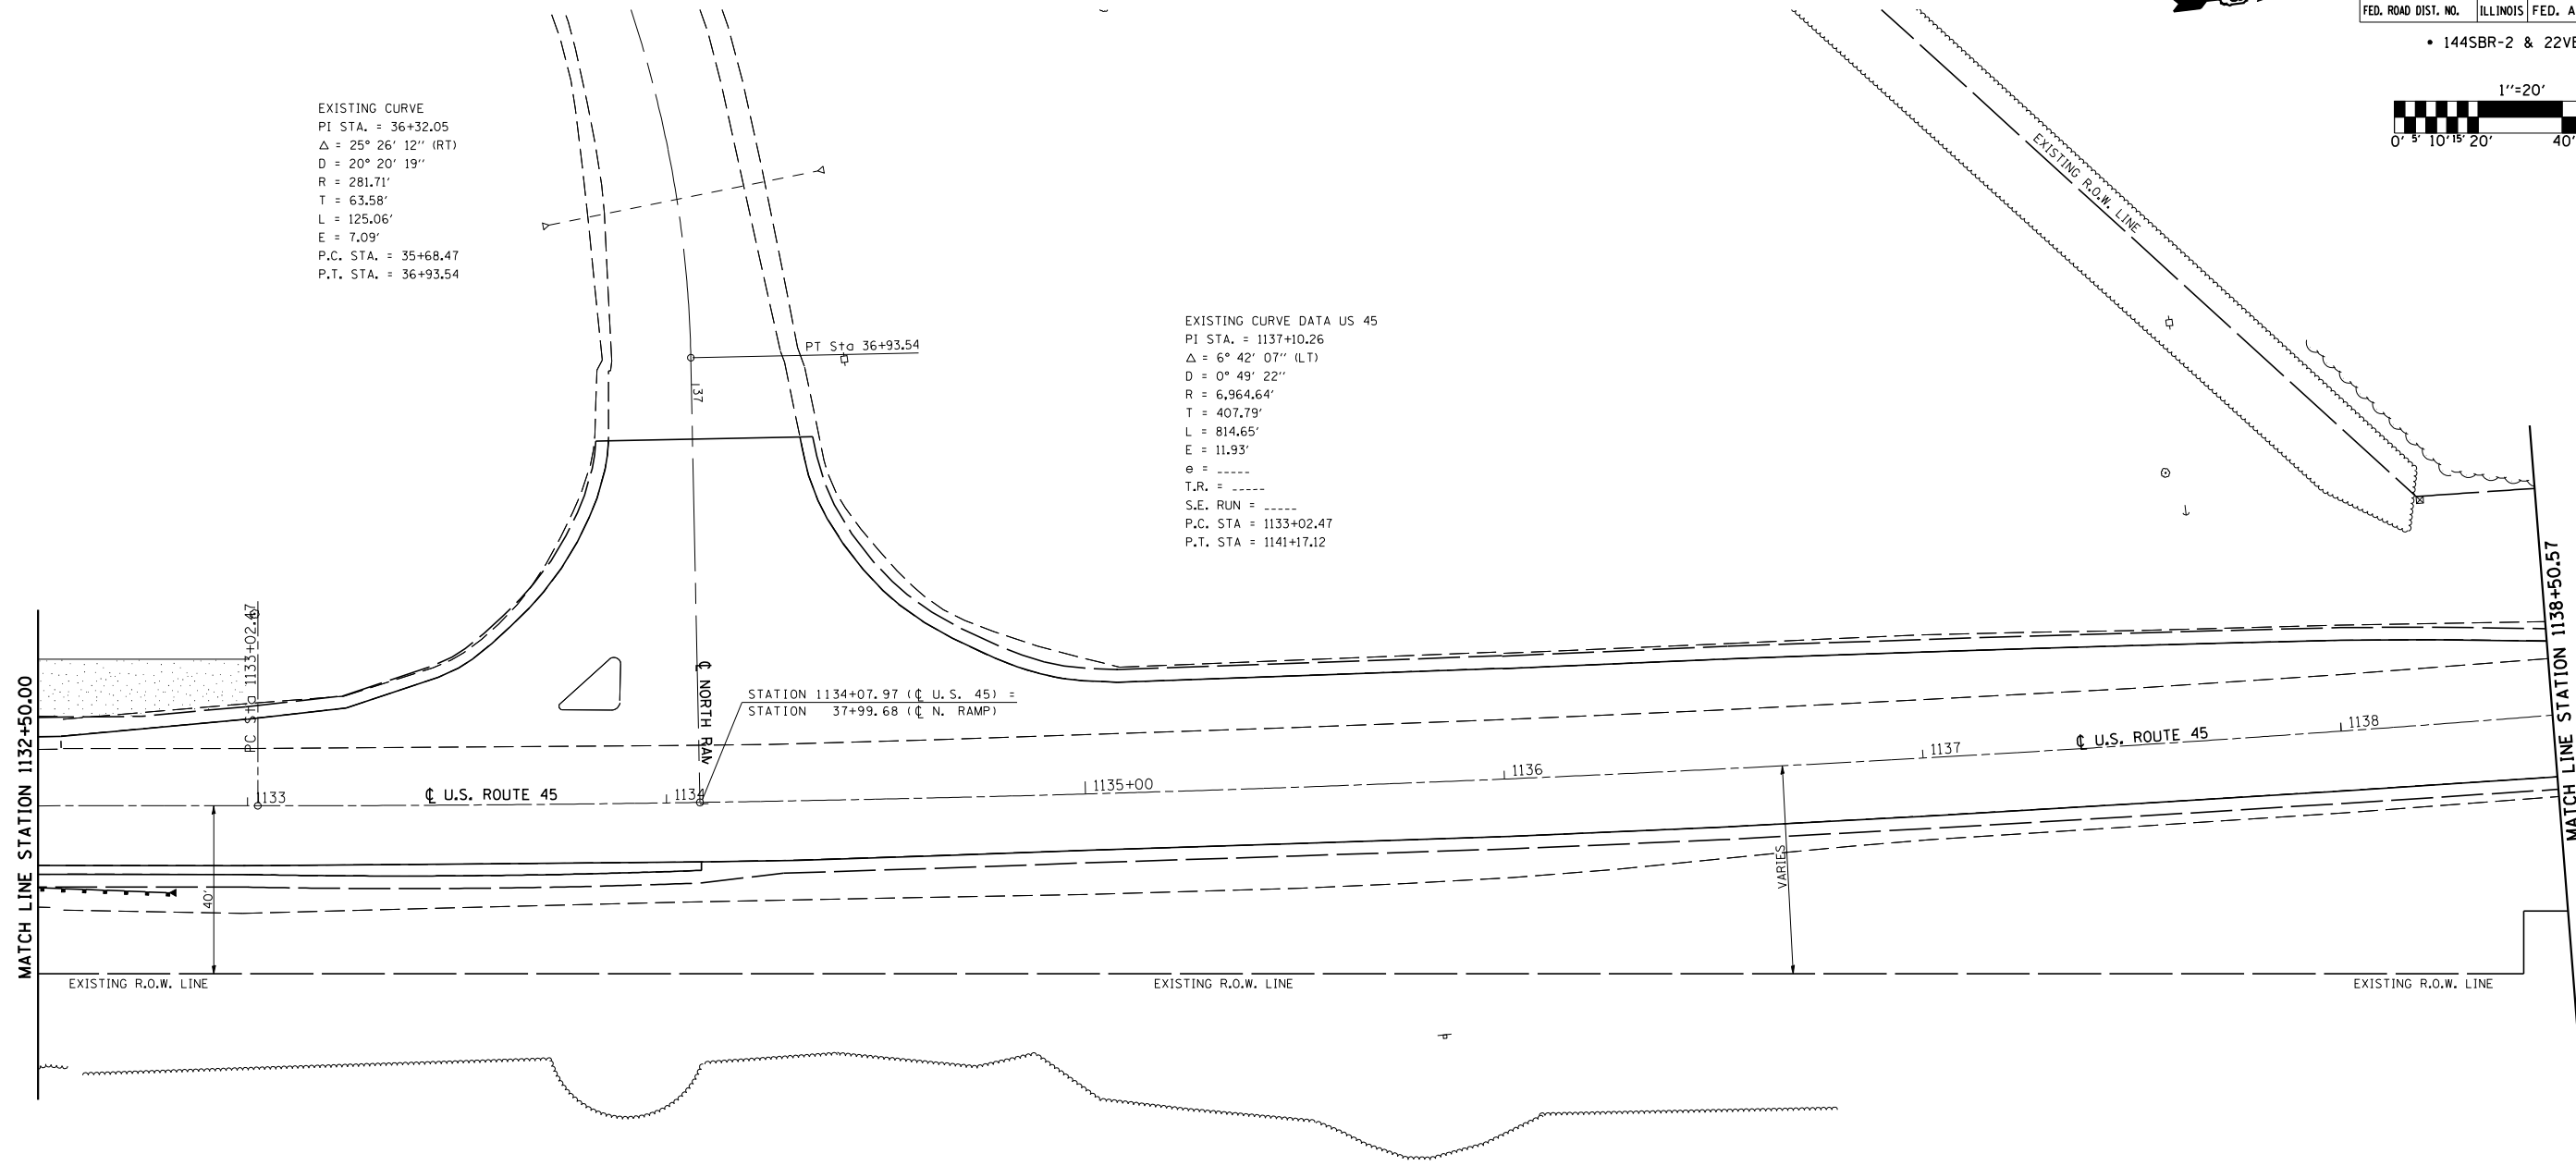 FED. ROAD DIST. NO. ILLINOIS FED. A
• 144SBR-2 & 22VB
1''=20'
0' 5' 10' 15' 20' 40'
EXISTING CURVE
PI STA. = 36+32.05
Δ = 25° 26' 12'' (RT)
D = 20° 20' 19''
R = 281.71'
T = 63.58'
L = 125.06'
E = 7.09'
P.C. STA. = 35+68.47
P.T. STA. = 36+93.54
EXISTING R.O.W. LINE
EXISTING CURVE DATA US 45
PI STA. = 1137+10.26
Δ = 6° 42' 07'' (LT)
D = 0° 49' 22''
R = 6,964.64'
T = 407.79'
L = 814.65'
E = 11.93'
e = _____
T.R. = _____
S.E. RUN = _____
P.C. STA = 1133+02.47
P.T. STA = 1141+17.12
PT Sta 36+93.54
37
PC Sta 1133+02.47
℄ NORTH RAM
STATION 1134+07.97 (℄ U.S. 45) =
STATION 37+99.68 (℄ N. RAMP)
MATCH LINE STATION 1132+50.00
MATCH LINE STATION 1138+50.57
1133
℄ U.S. ROUTE 45
1134
1135+00
1136
1137
℄ U.S. ROUTE 45
1138
40'
VARIES
EXISTING R.O.W. LINE
EXISTING R.O.W. LINE
EXISTING R.O.W. LINE